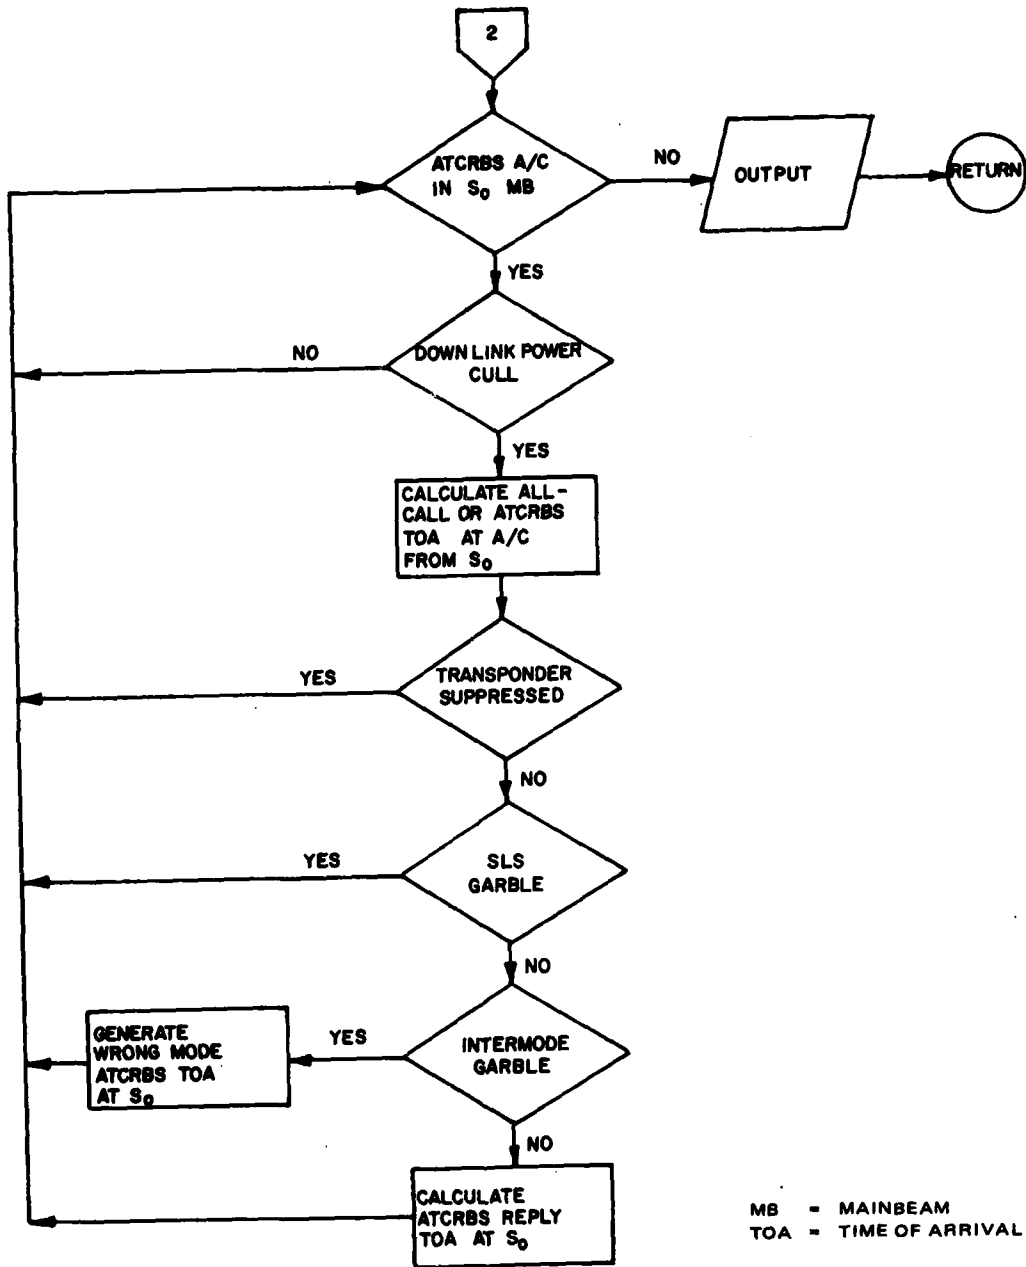 2
ATCRBS A/C
IN S₀ MB
NO
OUTPUT
RETURN
YES
DOWN LINK POWER
CULL
NO
YES
CALCULATE ALL-
CALL OR ATCRBS
TOA AT A/C
FROM S₀
TRANSPONDER
SUPPRESSED
YES
NO
SLS
GARBLE
YES
NO
INTERMODE
GARBLE
YES
GENERATE
WRONG MODE
ATCRBS TOA
AT S₀
NO
CALCULATE
ATCRBS REPLY
TOA AT S₀
MB = MAINBEAM
TOA = TIME OF ARRIVAL